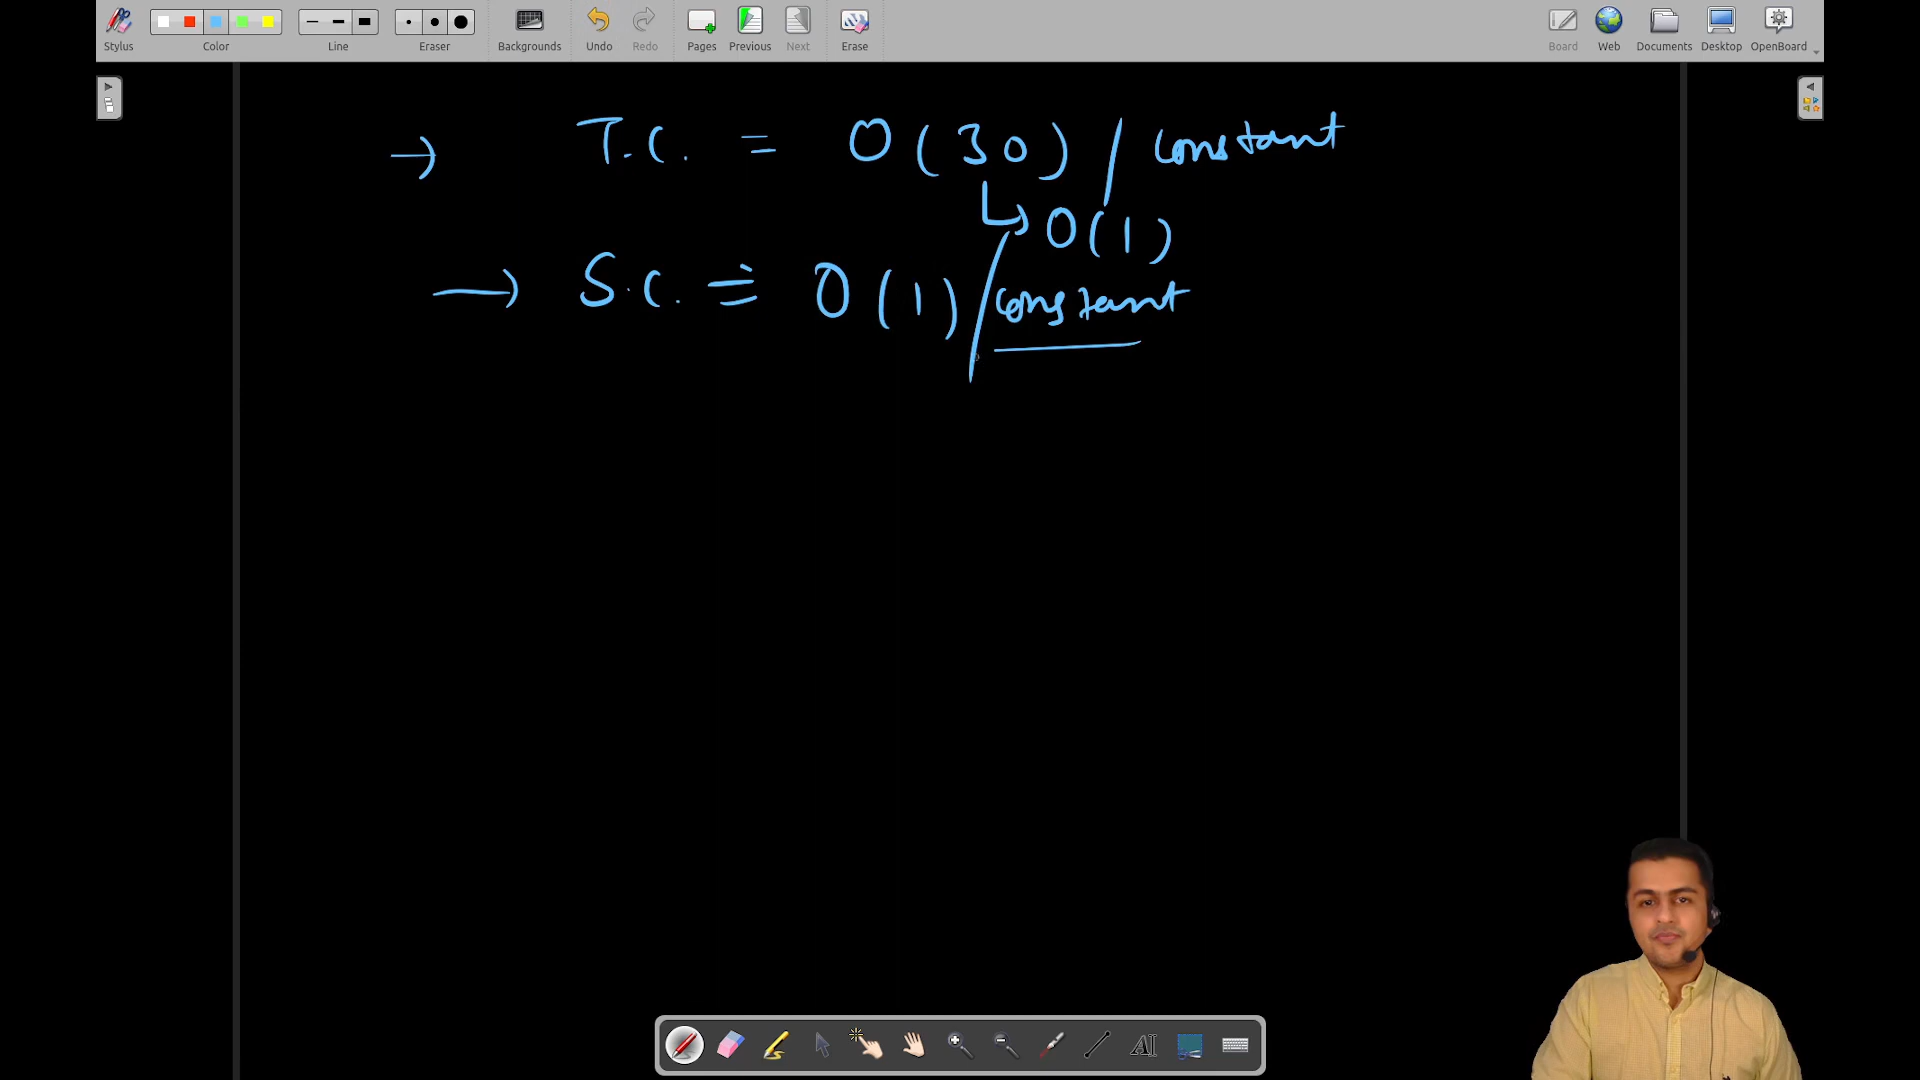 Stylus Color Line Eraser Backgrounds Undo Redo Pages Previous Next Erase Board Web Documents Desktop OpenBoard
→ T.C. = O(30) / constant
↳ O(1)
→ S.C. = O(1) / constant
AI